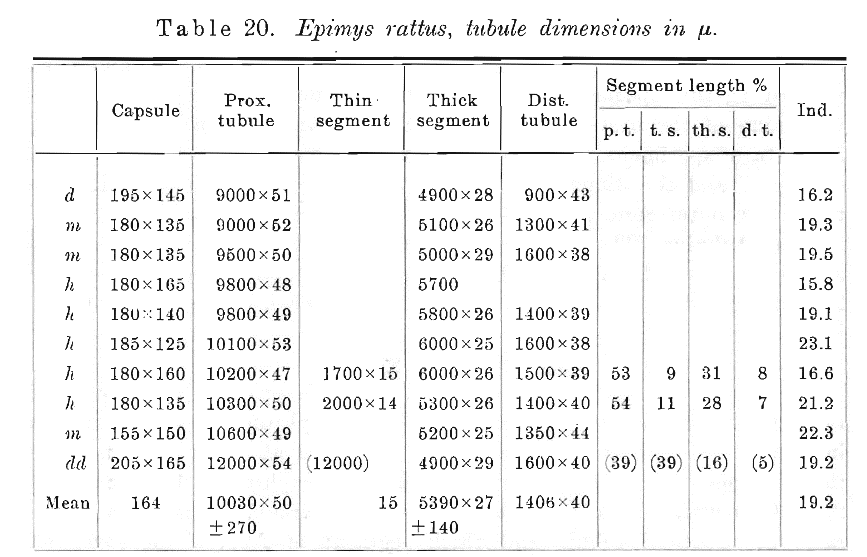 Table 20. Epimys rattus, tubule dimensions in μ.
Capsule Prox. tubule Thin segment Thick segment Dist. tubule Segment length % Ind.
p. t. t. s. th.s. d. t.
d 195×145 9000×51 4900×28 900×43 16.2
m 180×135 9000×52 5100×26 1300×41 19.3
m 180×135 9500×50 5000×29 1600×38 19.5
h 180×165 9800×48 5700 15.8
h 180×140 9800×49 5800×26 1400×39 19.1
h 185×125 10100×53 6000×25 1600×38 23.1
h 180×160 10200×47 1700×15 6000×26 1500×39 53 9 31 8 16.6
h 180×135 10300×50 2000×14 5300×26 1400×40 54 11 28 7 21.2
m 155×150 10600×49 5200×25 1350×44 22.3
dd 205×165 12000×54 (12000) 4900×29 1600×40 (39) (39) (16) (5) 19.2
Mean 164 10030×50 15 5390×27 1406×40 19.2
±270 ±140